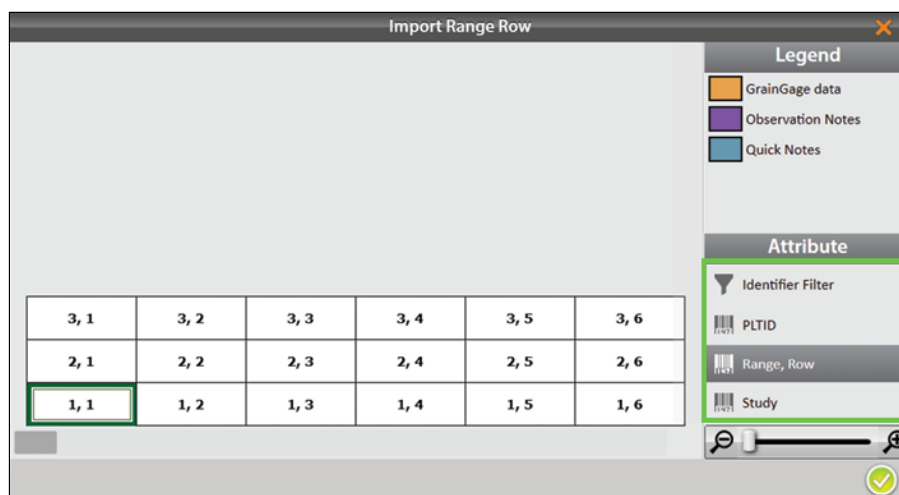 Import Range Row
Legend
GrainGage data
Observation Notes
Quick Notes
Attribute
Identifier Filter
PLTID
Range, Row
Study
3, 1 3, 2 3, 3 3, 4 3, 5 3, 6
2, 1 2, 2 2, 3 2, 4 2, 5 2, 6
1, 1 1, 2 1, 3 1, 4 1, 5 1, 6